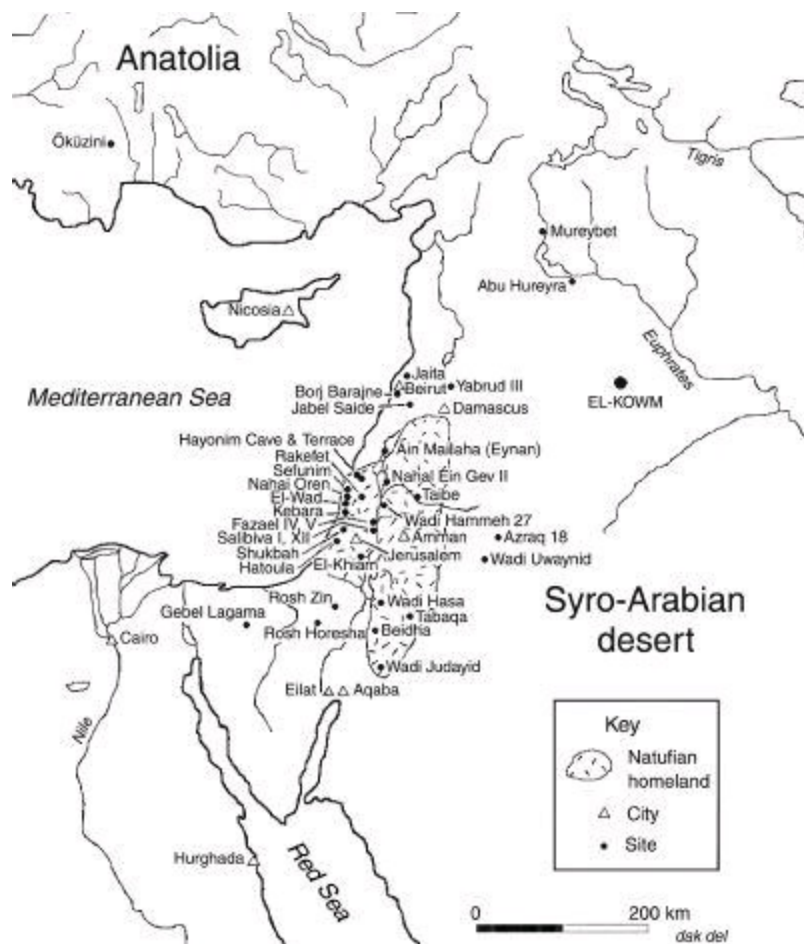 Anatolia
Öküzini
Tigris
Mureybet
Abu Hureyra
Nicosia
Euphrates
Jaita
Beirut
Yabrud III
Borj Barajne
EL-KOWM
Mediterranean Sea
Jabel Saide
Damascus
Hayonim Cave & Terrace
Ain Mallaha (Eynan)
Rakefet
Sefunim
Nahal Ein Gev II
Nahal Oren
El-Wad
Taibe
Kebara
Wadi Hammeh 27
Fazael IV, V
Salibiva I, XII
Amman
Azraq 18
Shukbah
Jerusalem
Wadi Uwaynid
Hatoula
El-Khiam
Rosh Zin
Wadi Hasa
Syro-Arabian
desert
Gebel Lagama
Tabaqa
Rosh Horesha
Beidha
Cairo
Wadi Judayid
Eilat
Aqaba
Nile
Key
Natufian
homeland
City
Site
Hurghada
Red Sea
0
200 km
dak del